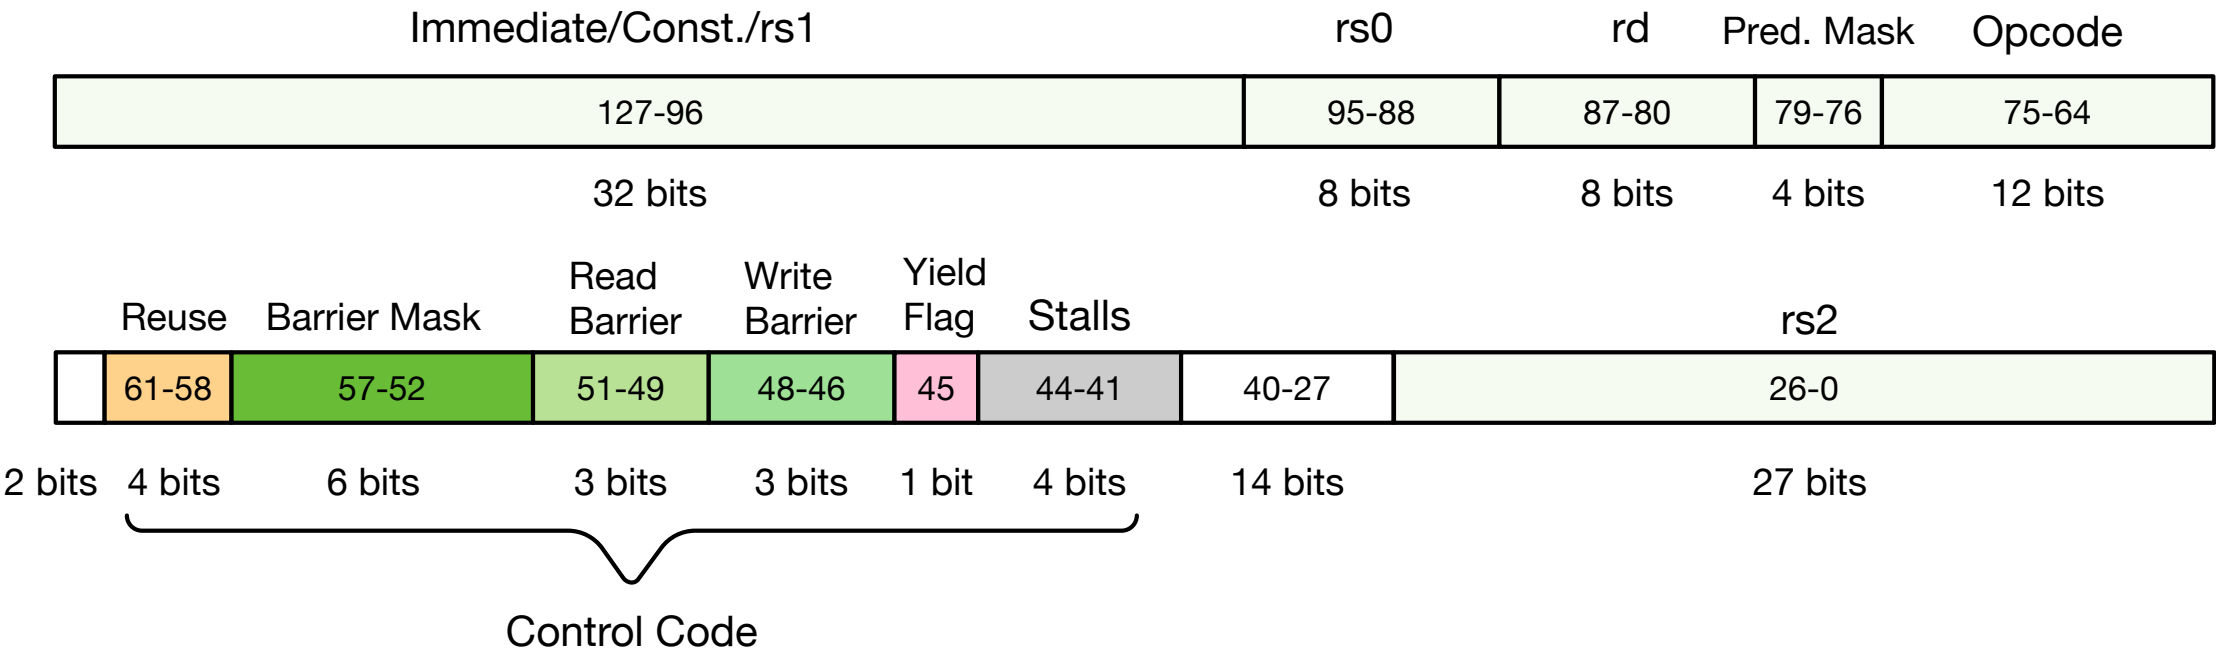 Immediate/Const./rs1 rs0 rd Pred. Mask Opcode
127-96 95-88 87-80 79-76 75-64
32 bits 8 bits 8 bits 4 bits 12 bits
Reuse Barrier Mask Read Barrier Write Barrier Yield Flag Stalls rs2
61-58 57-52 51-49 48-46 45 44-41 40-27 26-0
2 bits 4 bits 6 bits 3 bits 3 bits 1 bit 4 bits 14 bits 27 bits
Control Code